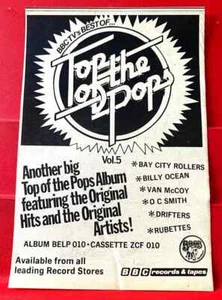 BBC TV's BEST OF...
Top of the Pops
Vol.5
Another big
Top of the Pops Album
featuring the Original
Hits and the Original
Artists!
*BAY CITY ROLLERS
*BILLY OCEAN
*VAN McCOY
*O C SMITH
*DRIFTERS
*RUBETTES
ALBUM BELP 010·CASSETTE ZCF 010
Available from all
leading Record Stores
BBC records & tapes